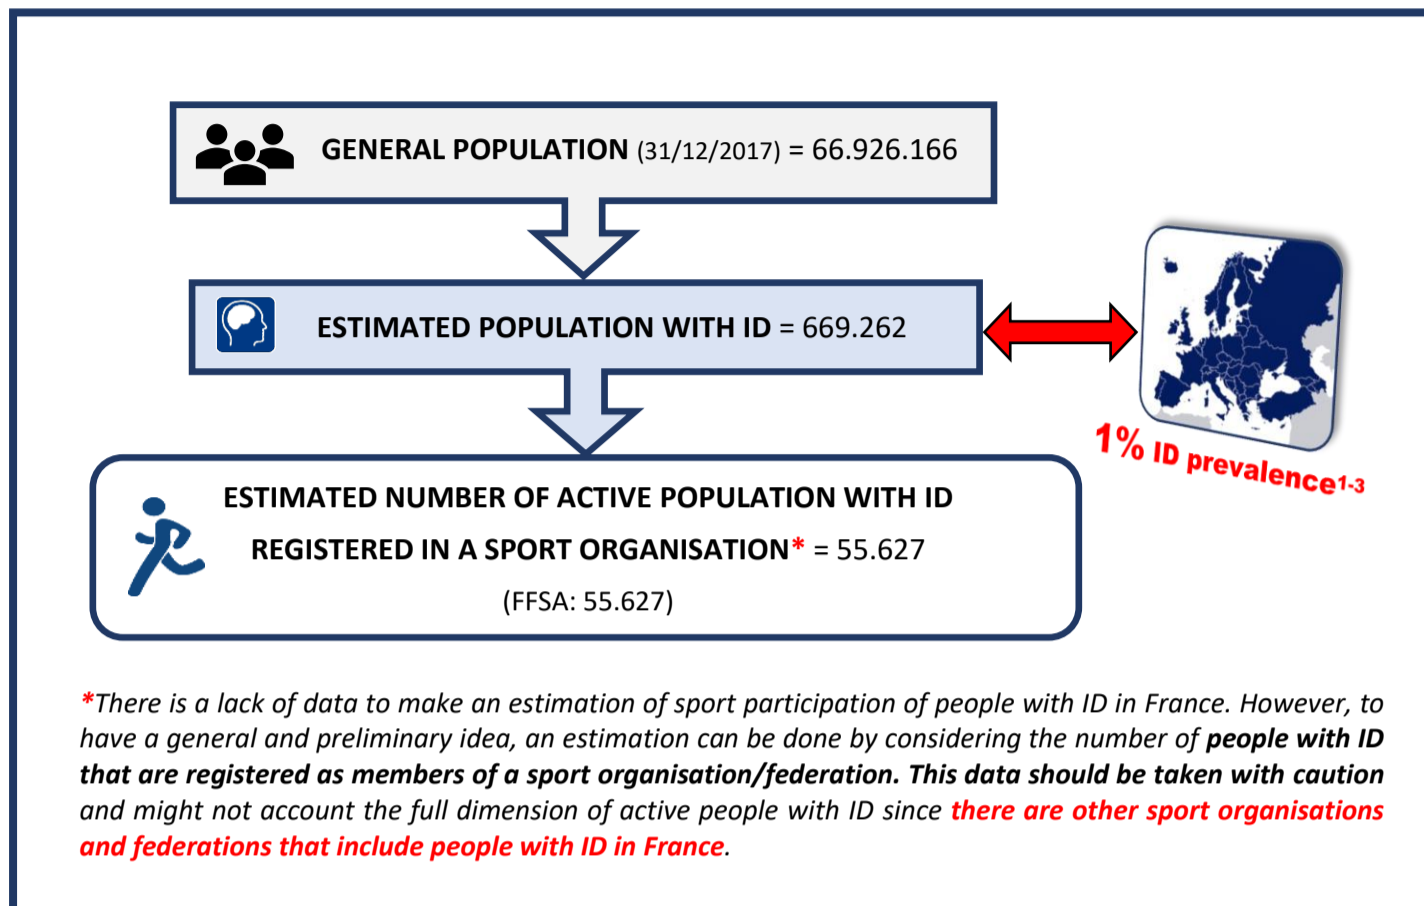 GENERAL POPULATION (31/12/2017) = 66.926.166
ESTIMATED POPULATION WITH ID = 669.262
1% ID prevalence¹⁻³
ESTIMATED NUMBER OF ACTIVE POPULATION WITH ID
REGISTERED IN A SPORT ORGANISATION* = 55.627
(FFSA: 55.627)
*There is a lack of data to make an estimation of sport participation of people with ID in France. However, to
have a general and preliminary idea, an estimation can be done by considering the number of people with ID
that are registered as members of a sport organisation/federation. This data should be taken with caution
and might not account the full dimension of active people with ID since there are other sport organisations
and federations that include people with ID in France.